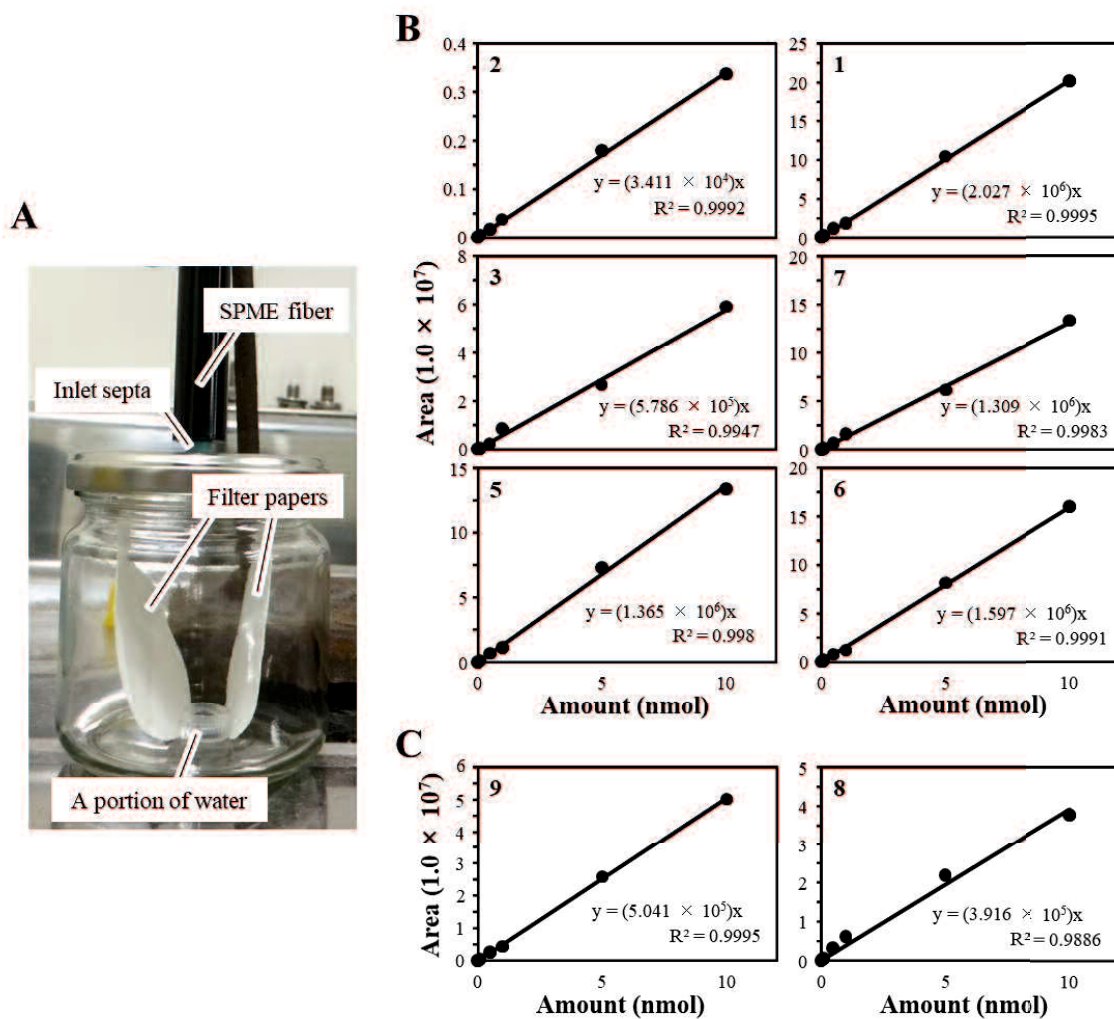 A
SPME fiber
Inlet septa
Filter papers
A portion of water
B
Area (1.0 × 10⁷)
2
0.4
0.3
0.2
0.1
0
y = (3.411 × 10⁴)x
R² = 0.9992
1
25
20
15
10
5
0
y = (2.027 × 10⁶)x
R² = 0.9995
3
8
6
4
2
0
y = (5.786 × 10⁵)x
R² = 0.9947
7
20
15
10
5
0
y = (1.309 × 10⁶)x
R² = 0.9983
5
15
10
5
0
y = (1.365 × 10⁶)x
R² = 0.998
0 5 10
Amount (nmol)
6
20
15
10
5
0
y = (1.597 × 10⁶)x
R² = 0.9991
0 5 10
Amount (nmol)
C
Area (1.0 × 10⁷)
9
6
5
4
3
2
1
0
y = (5.041 × 10⁵)x
R² = 0.9995
0 5 10
Amount (nmol)
8
5
4
3
2
1
0
y = (3.916 × 10⁵)x
R² = 0.9886
0 5 10
Amount (nmol)